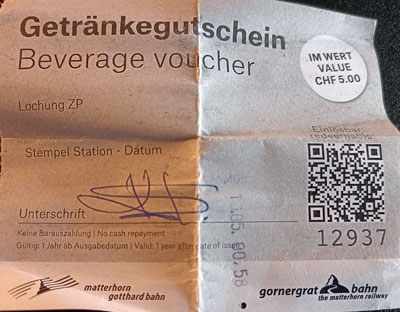 Getränkegutschein
Beverage voucher
IM WERT
VALUE
CHF 5.00
Lochung ZP
Einlösbar
redeemable
Stempel Station - Datum
Unterschrift
Keine Barauszahlung | No cash repayment
Gültig: 1 Jahr ab Ausgabedatum | Valid: 1 year after date of issue
12937
matterhorn
gotthard bahn
gornergrat bahn
the matterhorn railway